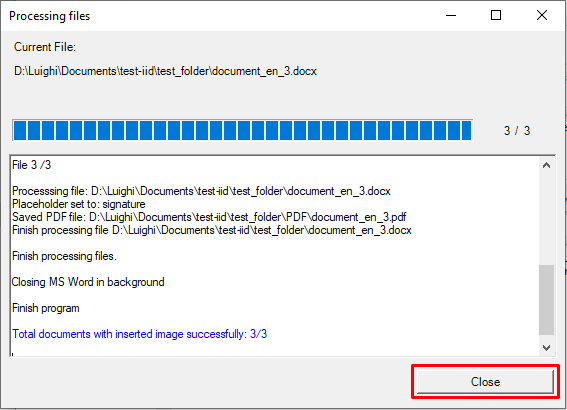 Processing files
Current File:
D:\Luighi\Documents\test-iid\test_folder\document_en_3.docx
3 / 3
File 3 /3
Processsing file: D:\Luighi\Documents\test-iid\test_folder\document_en_3.docx
Placeholder set to: signature
Saved PDF file: D:\Luighi\Documents\test-iid\test_folder\PDF\document_en_3.pdf
Finish processing file D:\Luighi\Documents\test-iid\test_folder\document_en_3.docx
Finish processing files.
Closing MS Word in background
Finish program
Total documents with inserted image successfully: 3/3
Close